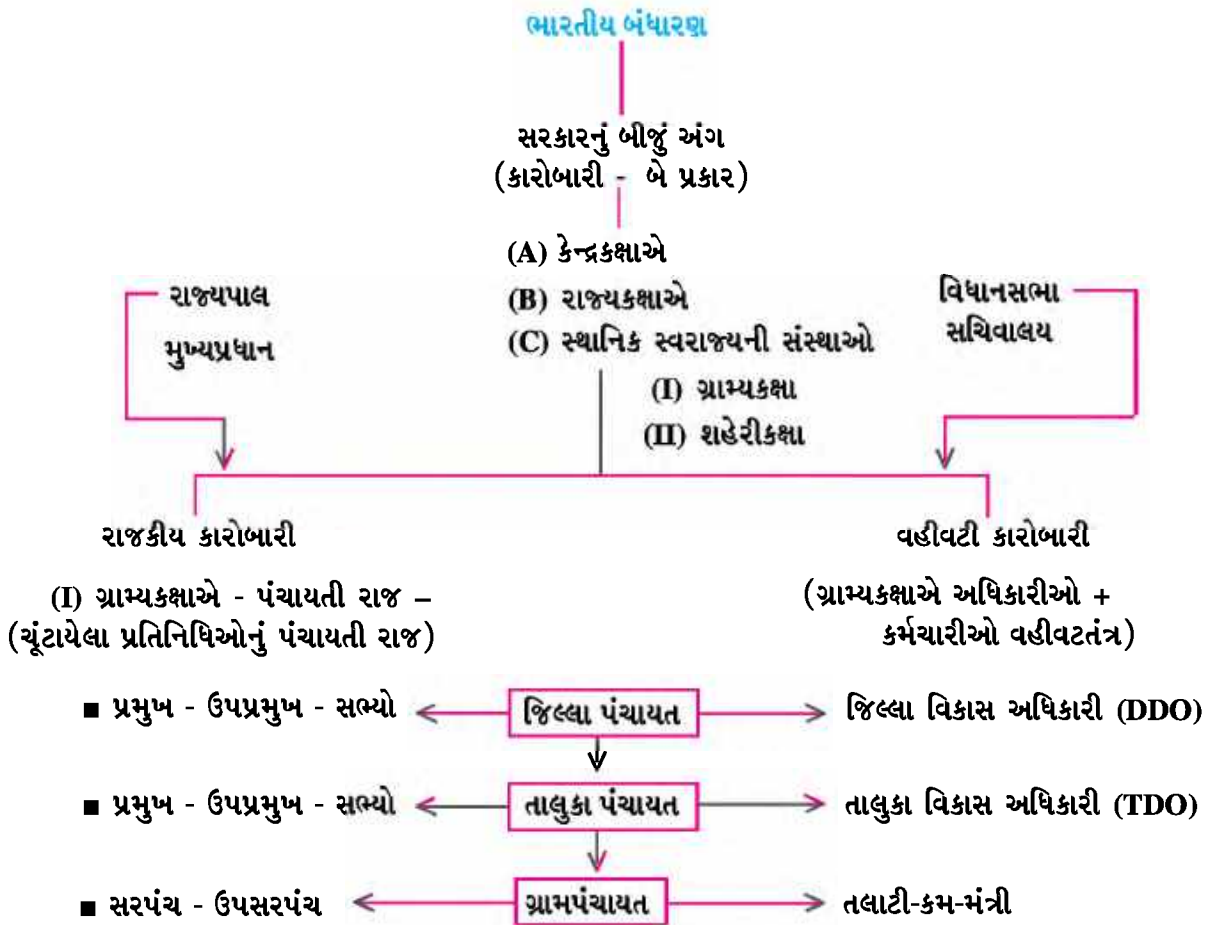 ભારતીય બંધારણ
સરકારનું બીજું અંગ
(કારોબારી - બે પ્રકાર)
(A) કેન્દ્રકક્ષાએ
રાજ્યપાલ
મુખ્યપ્રધાન
(B) રાજ્યકક્ષાએ
(C) સ્થાનિક સ્વરાજ્યની સંસ્થાઓ
(I) ગ્રામ્યકક્ષા
(II) શહેરીકક્ષા
વિધાનસભા
સચિવાલય
રાજકીય કારોબારી
(I) ગ્રામ્યકક્ષાએ - પંચાયતી રાજ –
(ચૂંટાયેલા પ્રતિનિધિઓનું પંચાયતી રાજ)
વહીવટી કારોબારી
(ગ્રામ્યકક્ષાએ અધિકારીઓ +
કર્મચારીઓ વહીવટતંત્ર)
■ પ્રમુખ - ઉપપ્રમુખ - સભ્યો
જિલ્લા પંચાયત
જિલ્લા વિકાસ અધિકારી (DDO)
■ પ્રમુખ - ઉપપ્રમુખ - સભ્યો
તાલુકા પંચાયત
તાલુકા વિકાસ અધિકારી (TDO)
■ સરપંચ - ઉપસરપંચ
ગ્રામપંચાયત
તલાટી-કમ-મંત્રી